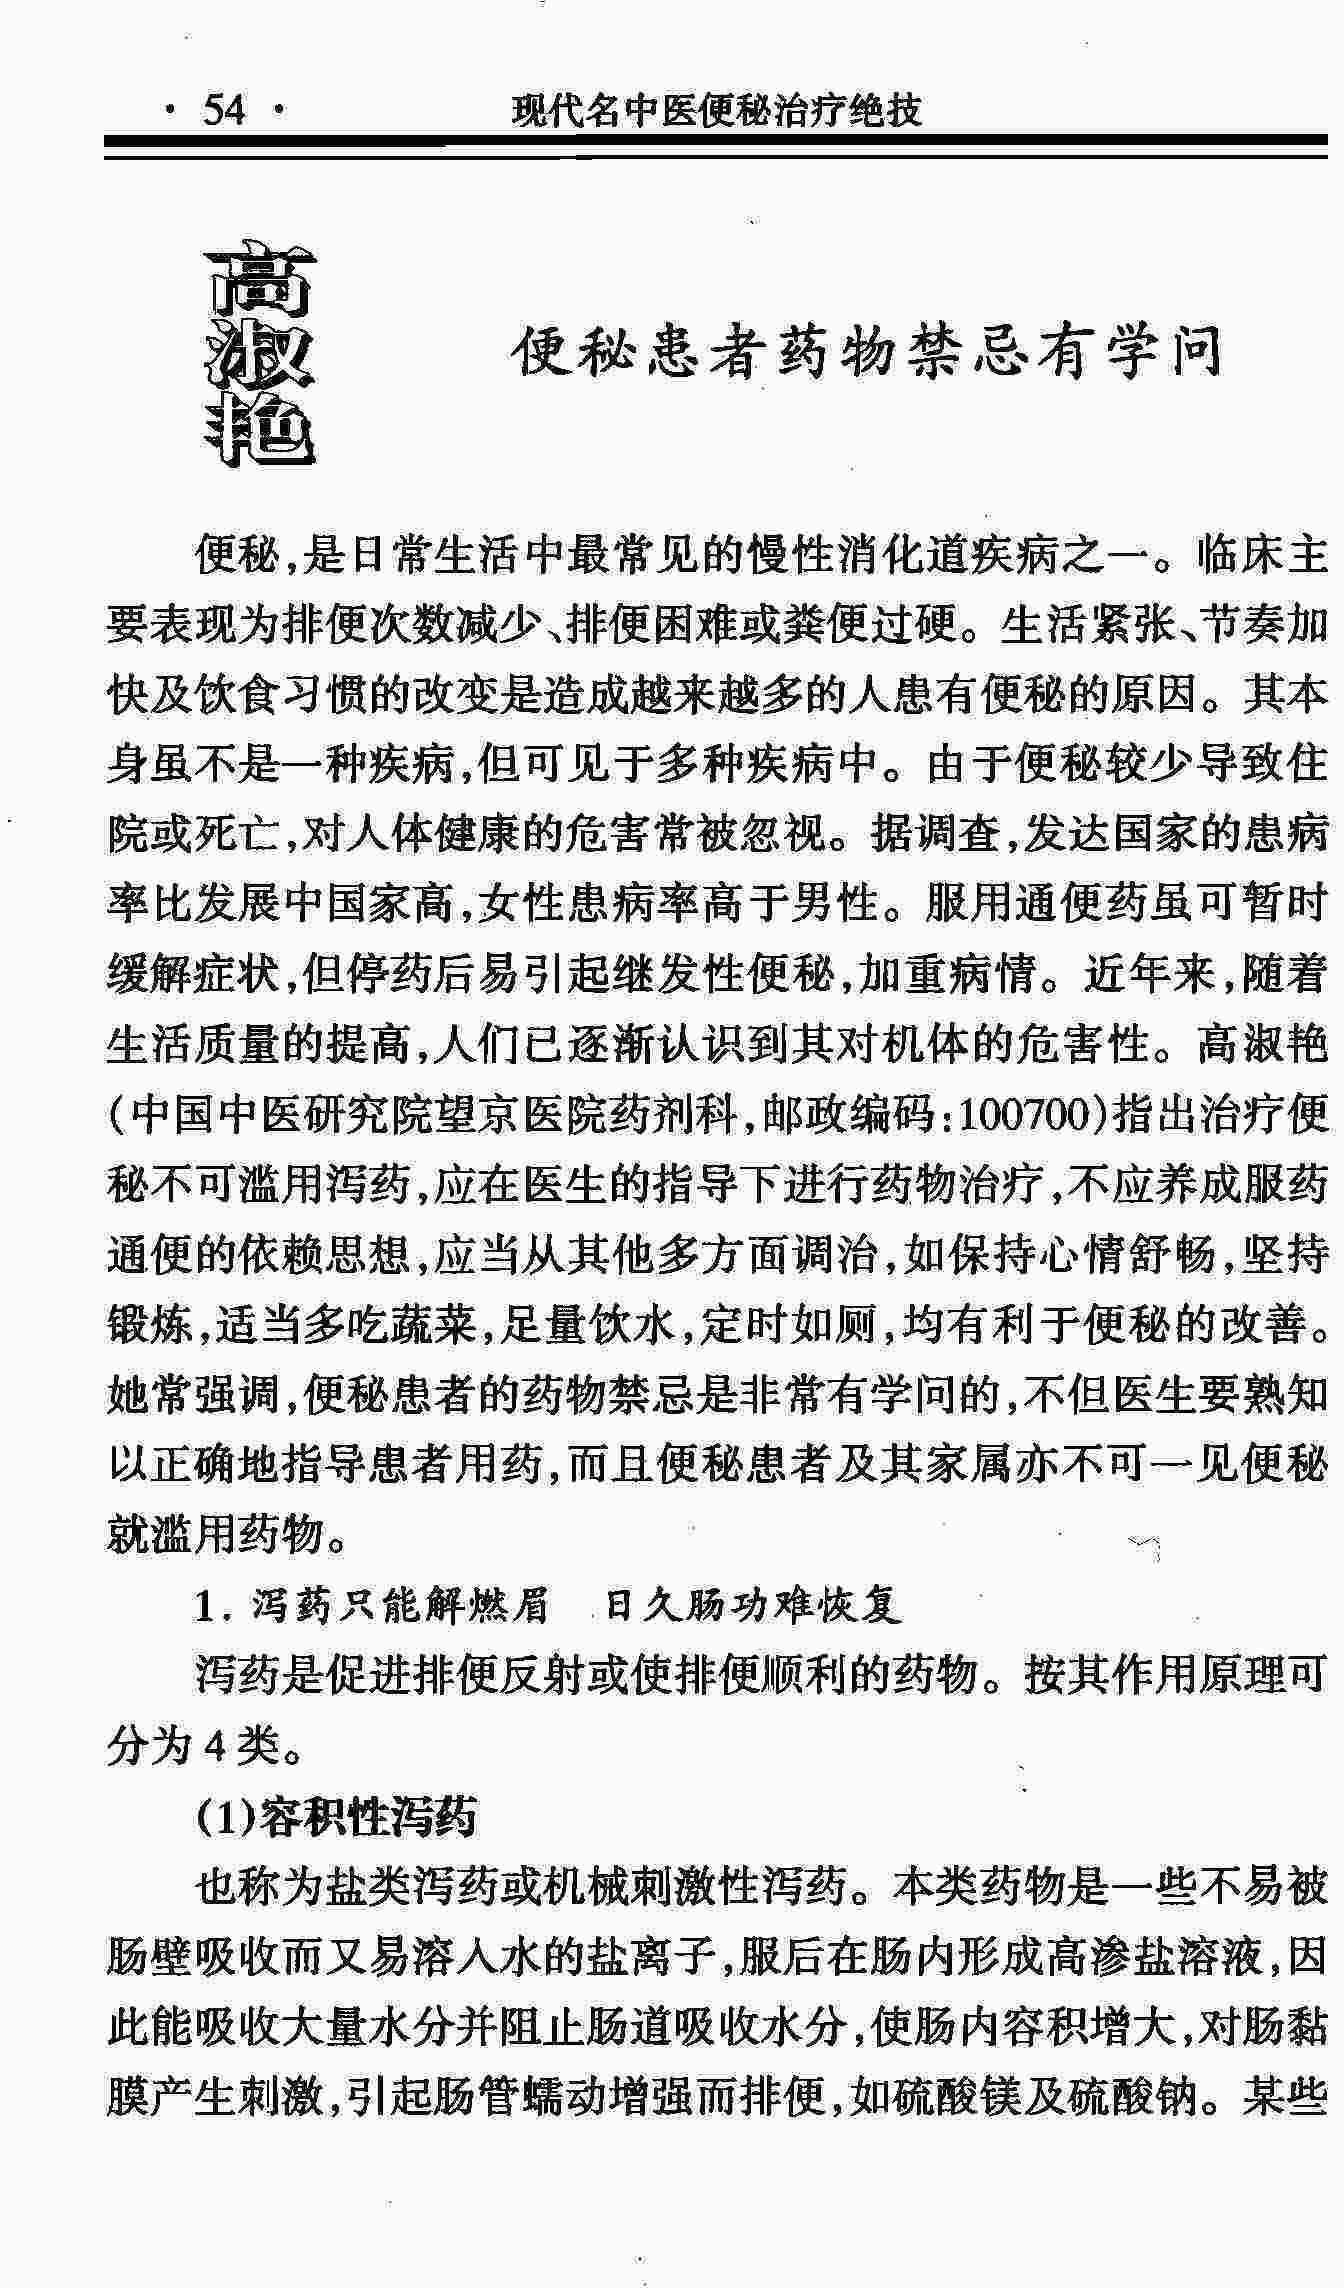 · 54 · 现代名中医便秘治疗绝技
高淑艳
便秘患者药物禁忌有学问
便秘,是日常生活中最常见的慢性消化道疾病之一。临床主
要表现为排便次数减少、排便困难或粪便过硬。生活紧张、节奏加
快及饮食习惯的改变是造成越来越多的人患有便秘的原因。其本
身虽不是一种疾病,但可见于多种疾病中。由于便秘较少导致住
院或死亡,对人体健康的危害常被忽视。据调查,发达国家的患病
率比发展中国家高,女性患病率高于男性。服用通便药虽可暂时
缓解症状,但停药后易引起继发性便秘,加重病情。近年来,随着
生活质量的提高,人们已逐渐认识到其对机体的危害性。高淑艳
(中国中医研究院望京医院药剂科,邮政编码:100700)指出治疗便
秘不可滥用泻药,应在医生的指导下进行药物治疗,不应养成服药
通便的依赖思想,应当从其他多方面调治,如保持心情舒畅,坚持
锻炼,适当多吃蔬菜,足量饮水,定时如厕,均有利于便秘的改善。
她常强调,便秘患者的药物禁忌是非常有学问的,不但医生要熟知
以正确地指导患者用药,而且便秘患者及其家属亦不可一见便秘
就滥用药物。
1. 泻药只能解燃眉 日久肠功难恢复
泻药是促进排便反射或使排便顺利的药物。按其作用原理可
分为 4 类。
(1)容积性泻药
也称为盐类泻药或机械刺激性泻药。本类药物是一些不易被
肠壁吸收而又易溶入水的盐离子,服后在肠内形成高渗盐溶液,因
此能吸收大量水分并阻止肠道吸收水分,使肠内容积增大,对肠黏
膜产生刺激,引起肠管蠕动增强而排便,如硫酸镁及硫酸钠。某些